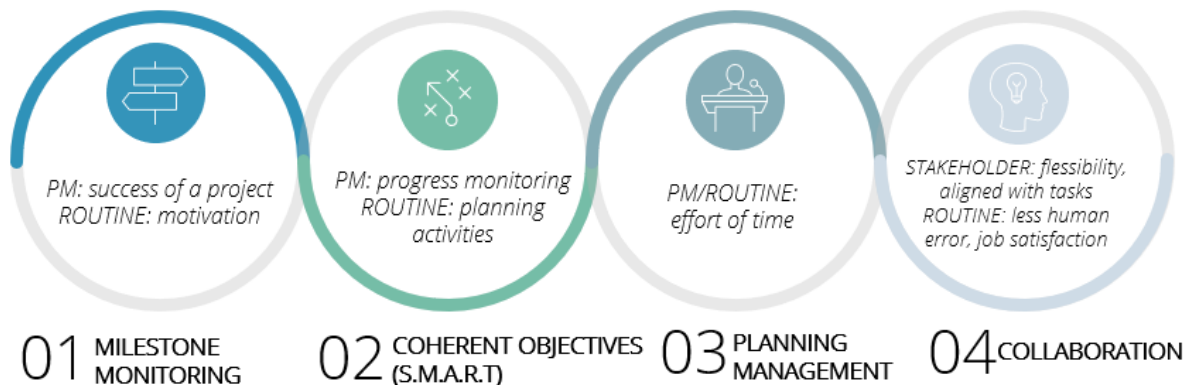 PM: success of a project
ROUTINE: motivation
PM: progress monitoring
ROUTINE: planning
activities
PM/ROUTINE:
effort of time
STAKEHOLDER: flessibility,
aligned with tasks
ROUTINE: less human
error, job satisfaction
01 MILESTONE
MONITORING
02 COHERENT OBJECTIVES
(S.M.A.R.T)
03 PLANNING
MANAGEMENT
04 COLLABORATION